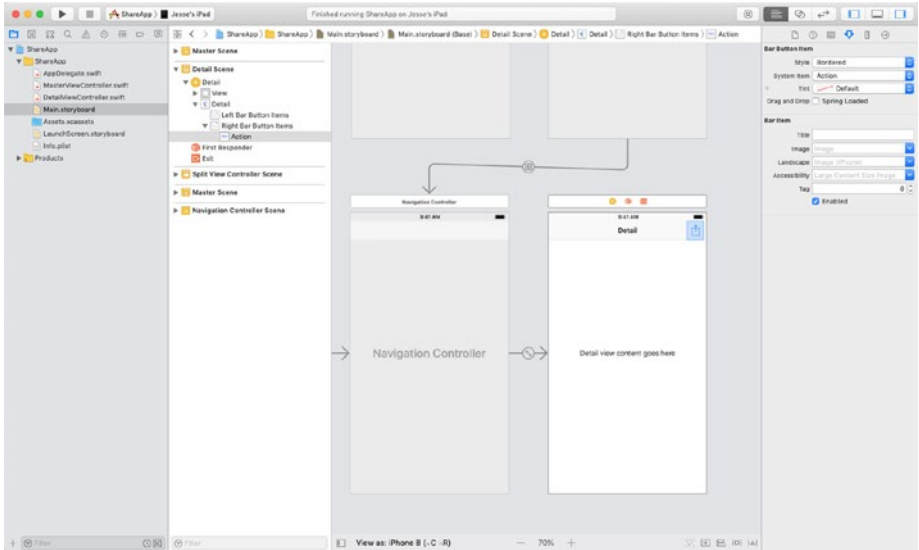 ShareApp
Jesse's iPad
Finished running ShareApp on Jesse's iPad
ShareApp
ShareApp
AppDelegate.swift
MasterViewController.swift
DetailViewController.swift
Main.storyboard
Assets.xcassets
LaunchScreen.storyboard
Info.plist
Products
Filter
ShareApp
ShareApp
Main.storyboard
Main.storyboard (Base)
Detail Scene
Detail
Detail
Right Bar Button Items
Action
Master Scene
Detail Scene
Detail
View
Detail
Left Bar Button Items
Right Bar Button Items
Action
First Responder
Exit
Split View Controller Scene
Master Scene
Navigation Controller Scene
Filter
Navigation Controller
9:41 AM
Navigation Controller
9:41 AM
Detail
Detail view content goes here
View as: iPhone 8 (wC hR)
70%
Bar Button Item
Style Bordered
System Item Action
Tint Default
Drag and Drop Spring Loaded
Bar Item
Title
Image Image
Landscape Image (iPhone)
Accessibility Large Content Size Image
Tag 0
Enabled